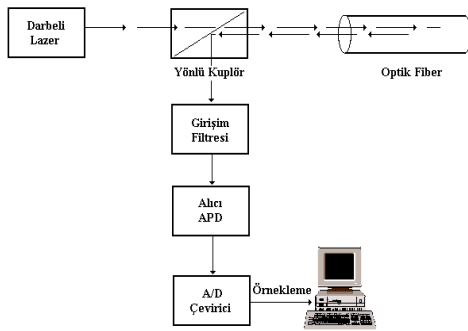 Darbeli
Lazer
Yönlü Kuplör
Optik Fiber
Girişim
Filtresi
Alıcı
APD
A/D
Çevirici
Örnekleme